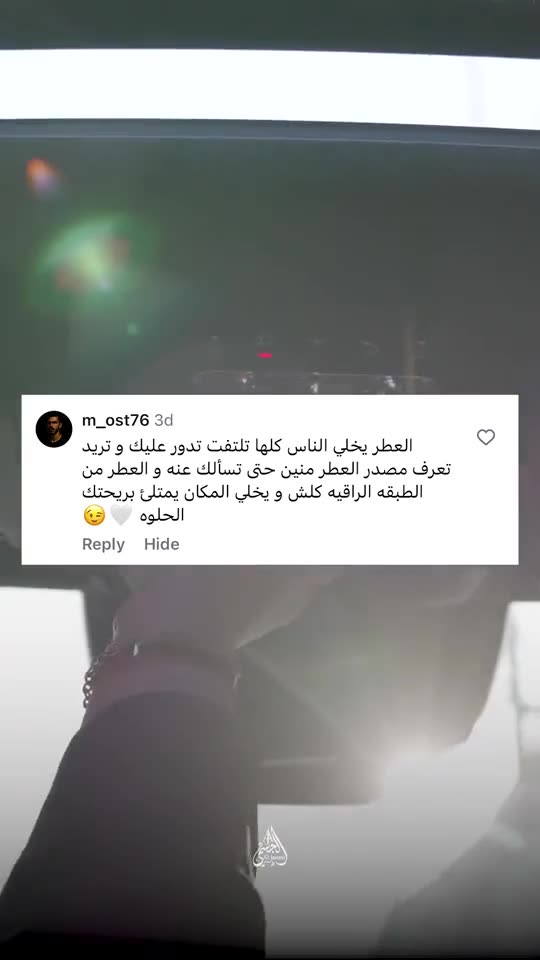 m_ost76 3d
العطر يخلي الناس كلها تلتفت تدور عليك و تريد
تعرف مصدر العطر منين حتى تسألك عنه و العطر من
الطبقه الراقيه كلش و يخلي المكان يمتلئ بريحتك
الحلوه 🤍 😉
Reply Hide